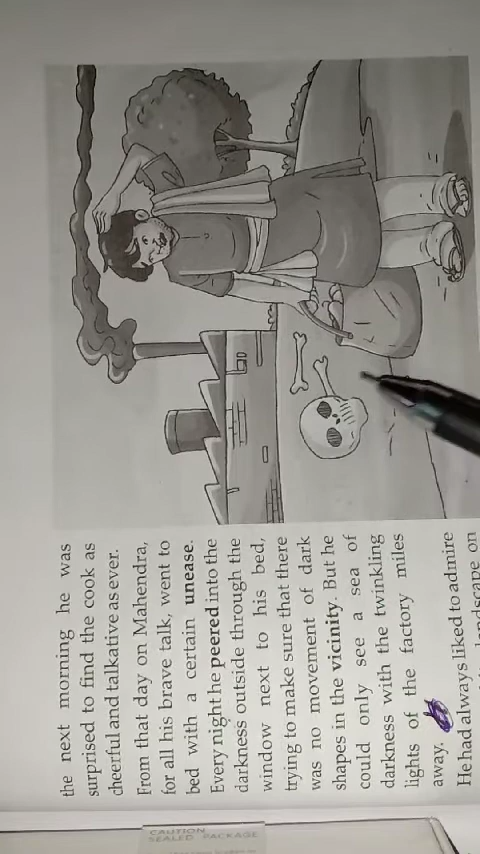 the next morning he was
surprised to find the cook as
cheerful and talkative as ever.
From that day on Mahendra,
for all his brave talk, went to
bed with a certain unease.
Every night he peered into the
darkness outside through the
window next to his bed,
trying to make sure that there
was no movement of dark
shapes in the vicinity. But he
could only see a sea of
darkness with the twinkling
lights of the factory miles
away.
He had always liked to admire
landscape on
CAUTION
SEALED PACKAGE